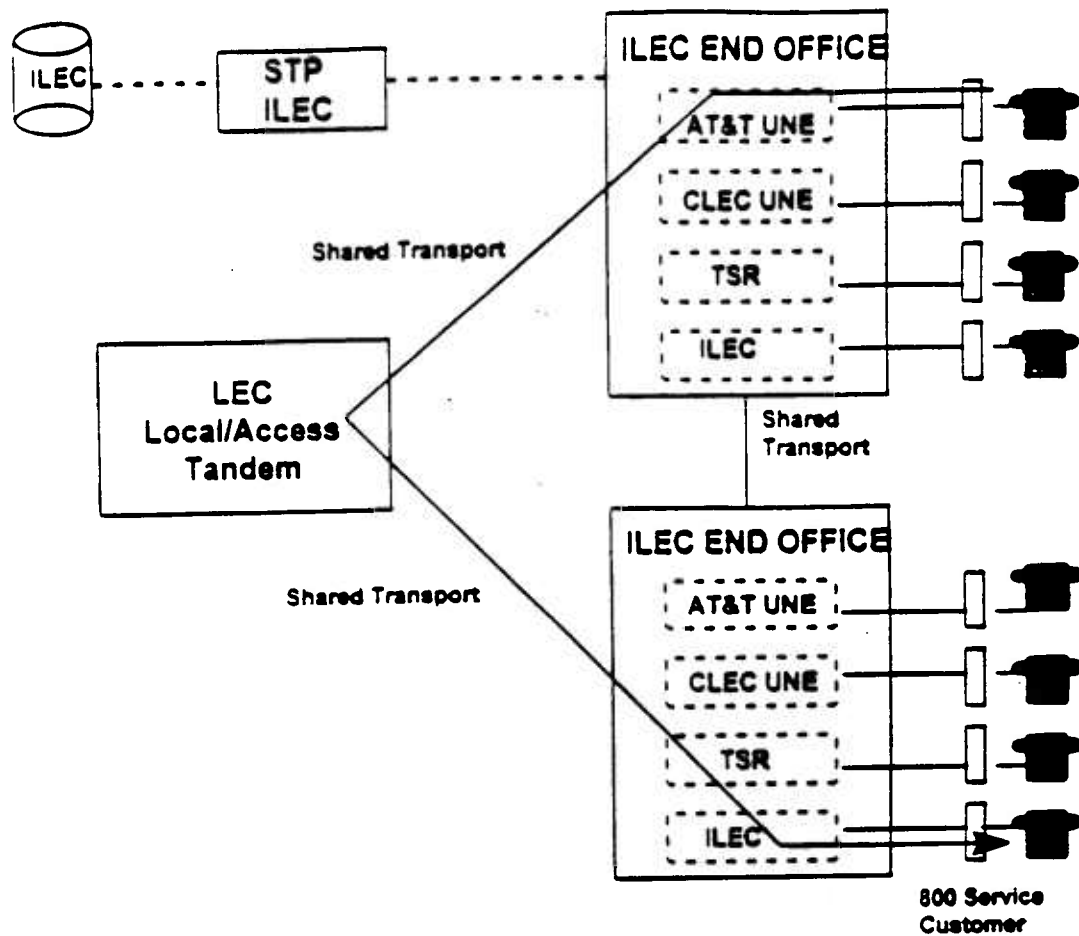 ILEC
STP
ILEC
ILEC END OFFICE
AT&T UNE
CLEC UNE
TSR
ILEC
Shared Transport
LEC
Local/Access
Tandem
Shared
Transport
ILEC END OFFICE
Shared Transport
AT&T UNE
CLEC UNE
TSR
ILEC
800 Service
Customer